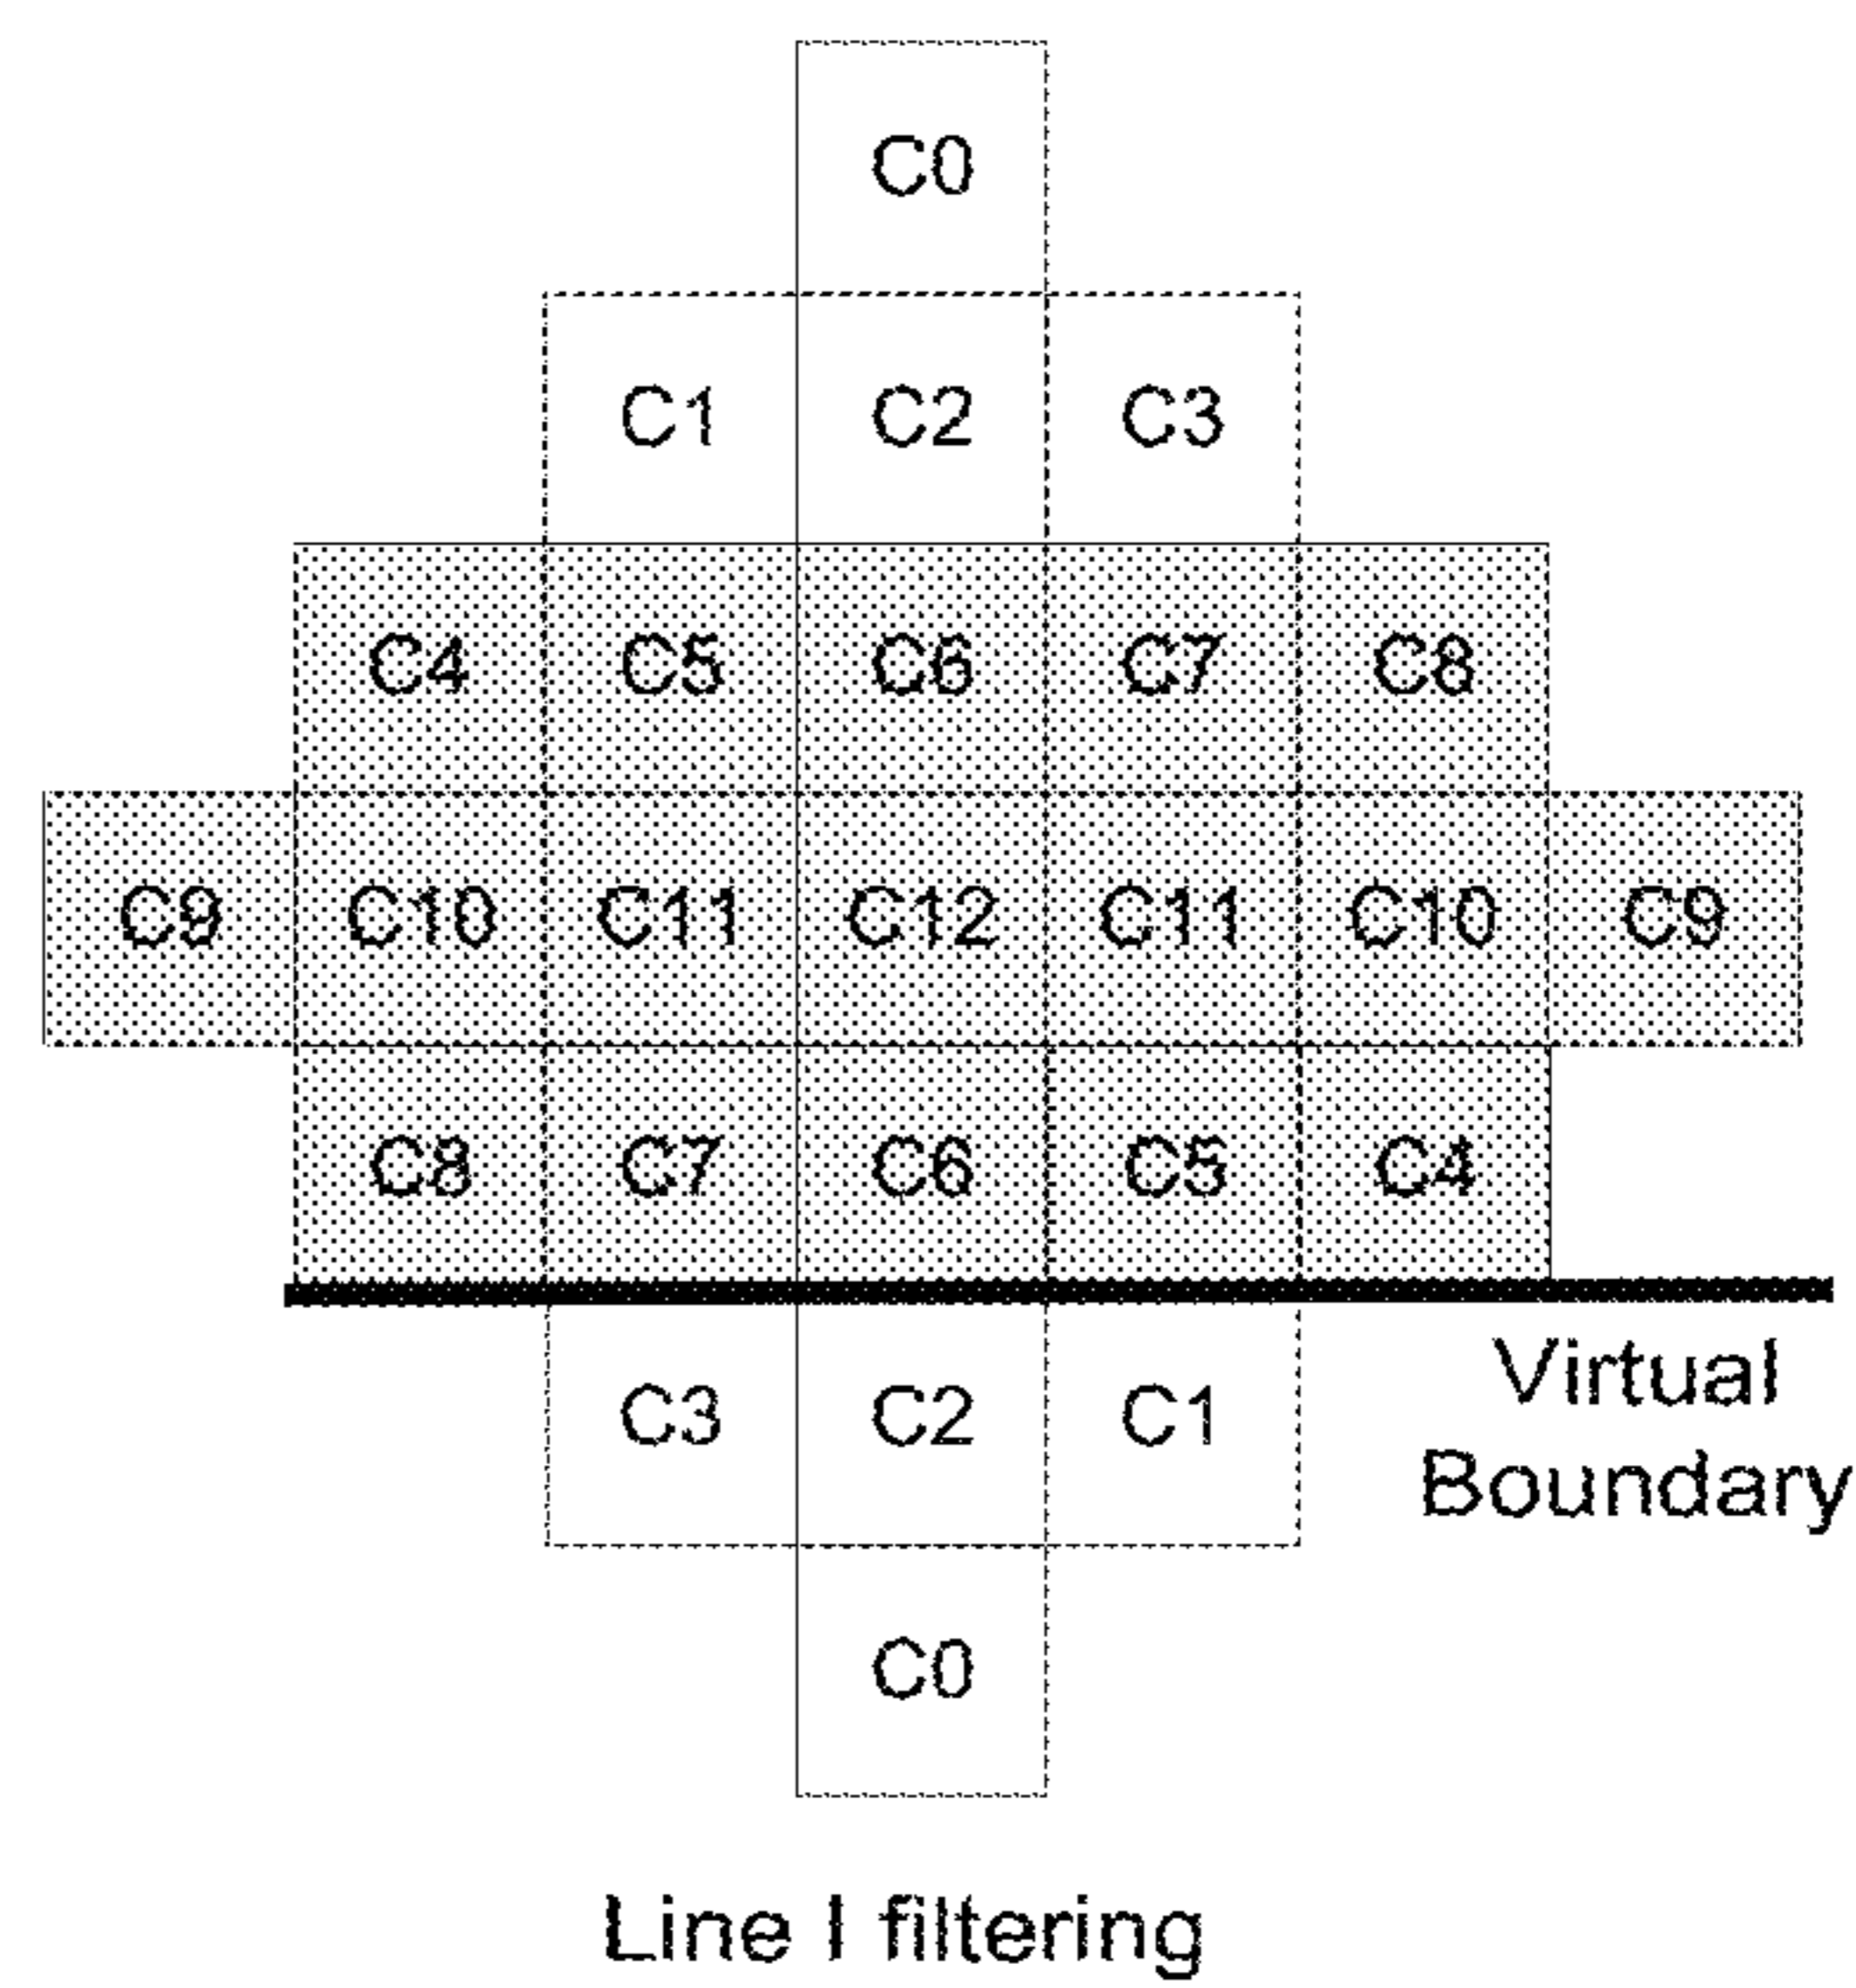 C0
C1 C2 C3
C4 C5 C6 C7 C8
C9 C10 C11 C12 C11 C10 C9
C8 C7 C6 C5 C4
C3 C2 C1
Virtual
Boundary
C0
Line I filtering